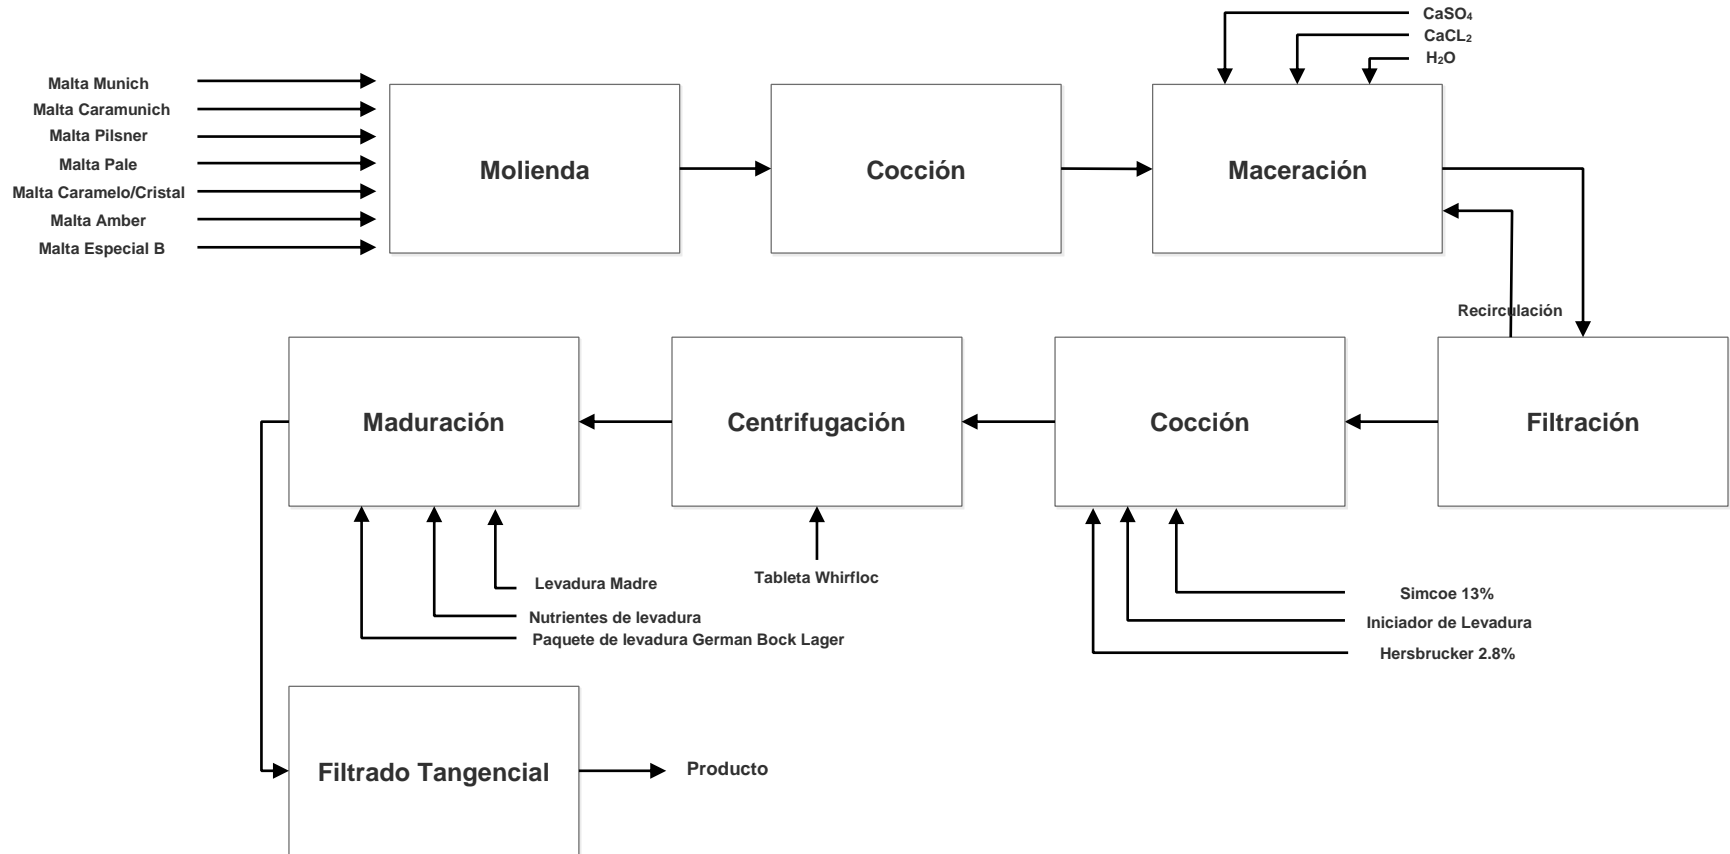 CaSO₄
CaCL₂
H₂O
Malta Munich
Malta Caramunich
Malta Pilsner
Malta Pale
Malta Caramelo/Cristal
Malta Amber
Malta Especial B
Molienda
Cocción
Maceración
Recirculación
Maduración
Centrifugación
Cocción
Filtración
Levadura Madre
Nutrientes de levadura
Paquete de levadura German Bock Lager
Tableta Whirfloc
Simcoe 13%
Iniciador de Levadura
Hersbrucker 2.8%
Filtrado Tangencial
Producto